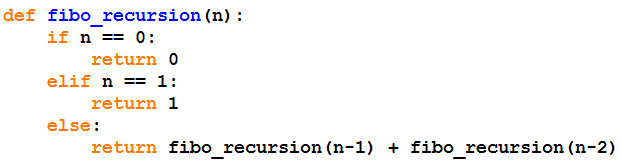 def fibo_recursion(n):
    if n == 0:
        return 0
    elif n == 1:
        return 1
    else:
        return fibo_recursion(n-1) + fibo_recursion(n-2)